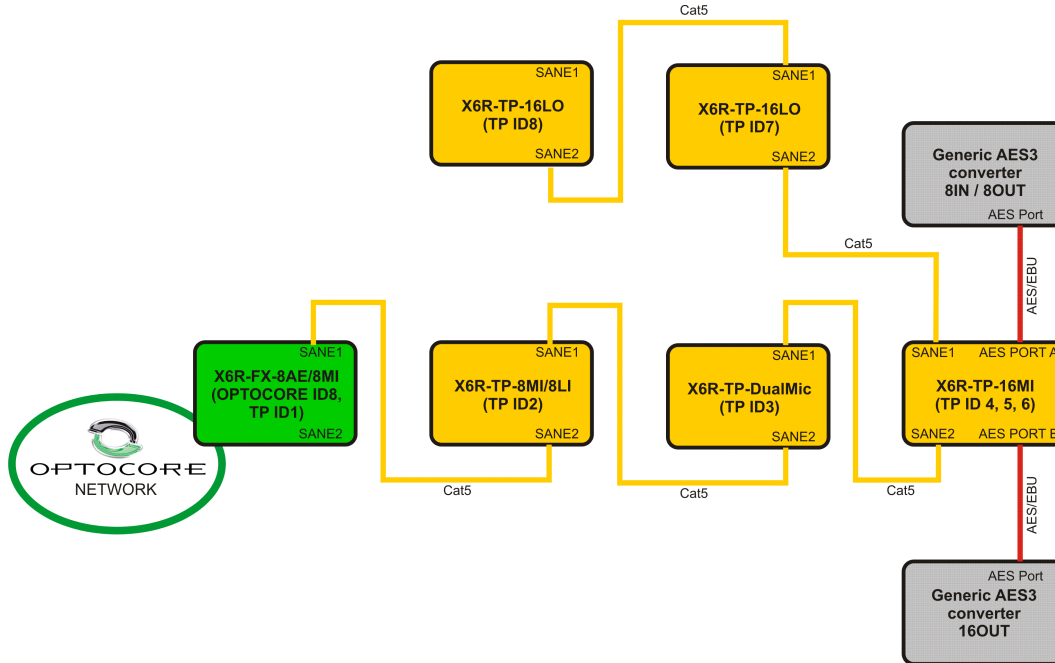 Cat5
SANE1
X6R-TP-16LO
(TP ID8)
SANE2
SANE1
X6R-TP-16LO
(TP ID7)
SANE2
Generic AES3
converter
8IN / 8OUT
AES Port
Cat5
AES/EBU
SANE1
X6R-FX-8AE/8MI
(OPTOCORE ID8,
TP ID1)
SANE2
SANE1
X6R-TP-8MI/8LI
(TP ID2)
SANE2
SANE1
X6R-TP-DualMic
(TP ID3)
SANE2
SANE1 AES PORT A
X6R-TP-16MI
(TP ID 4, 5, 6)
SANE2 AES PORT B
OPTOCORE
NETWORK
Cat5
Cat5
Cat5
AES/EBU
AES Port
Generic AES3
converter
16OUT